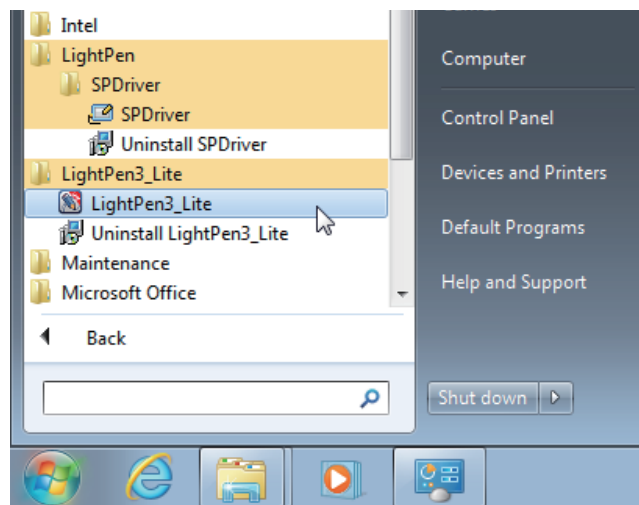 Intel
LightPen
SPDriver
SPDriver
Uninstall SPDriver
LightPen3_Lite
LightPen3_Lite
Uninstall LightPen3_Lite
Maintenance
Microsoft Office
Back
Computer
Control Panel
Devices and Printers
Default Programs
Help and Support
Shut down